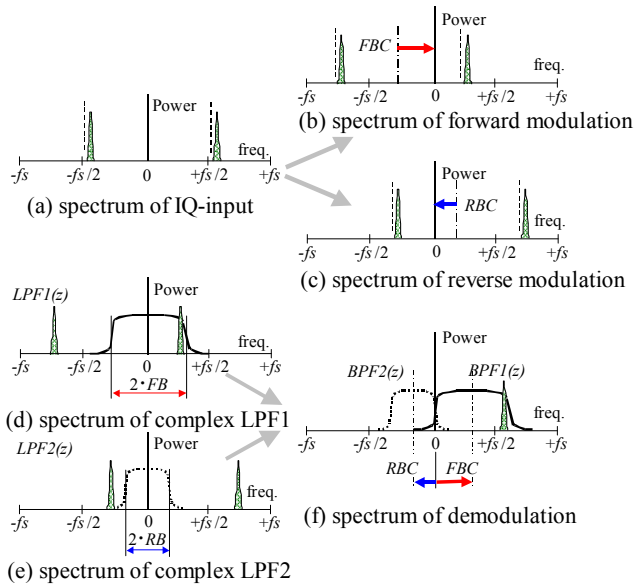 Power
freq.
-fs -fs/2 0 +fs/2 +fs
(a) spectrum of IQ-input
Power
FBC
freq.
-fs -fs/2 0 +fs/2 +fs
(b) spectrum of forward modulation
Power
RBC
freq.
-fs -fs/2 0 +fs/2 +fs
(c) spectrum of reverse modulation
LPF1(z)
Power
freq.
-fs -fs/2 0 +fs/2 +fs
2・FB
(d) spectrum of complex LPF1
LPF2(z)
Power
freq.
-fs -fs/2 0 +fs/2 +fs
2・RB
(e) spectrum of complex LPF2
Power
BPF2(z) BPF1(z)
freq.
-fs -fs/2 0 +fs/2 +fs
RBC FBC
(f) spectrum of demodulation